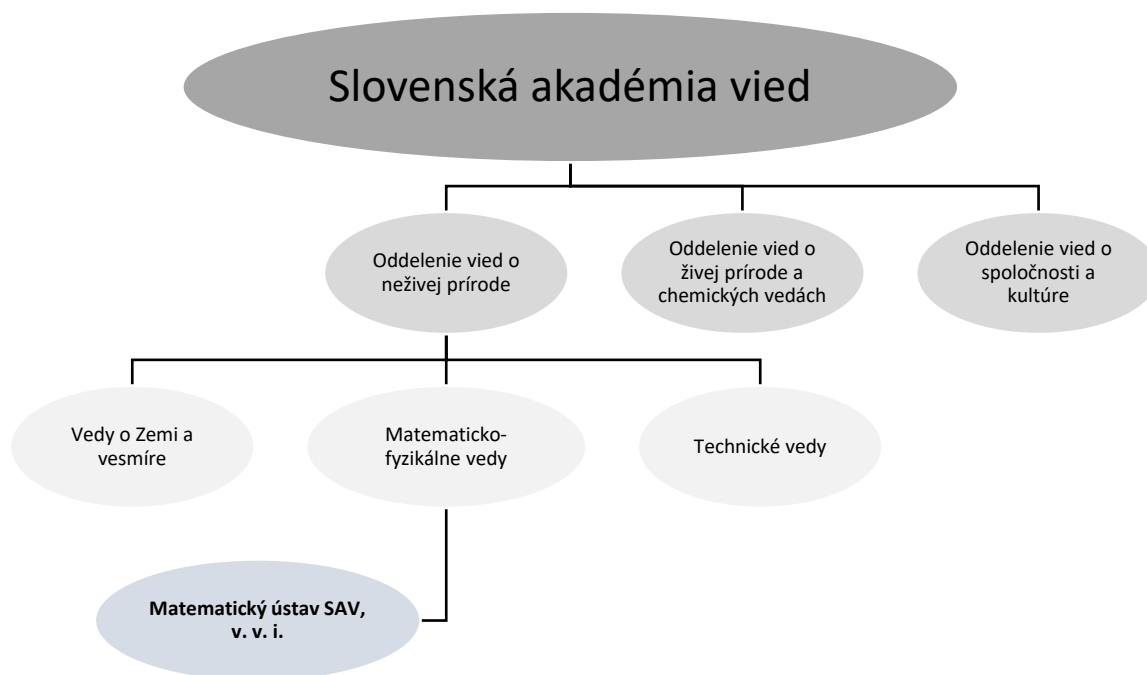 Slovenská akadémia vied
Oddelenie vied o
neživej prírode
Oddelenie vied o
živej prírode a
chemických vedách
Oddelenie vied o
spoločnosti a
kultúre
Vedy o Zemi a
vesmíre
Matematicko-
fyzikálne vedy
Technické vedy
Matematický ústav SAV,
v. v. i.